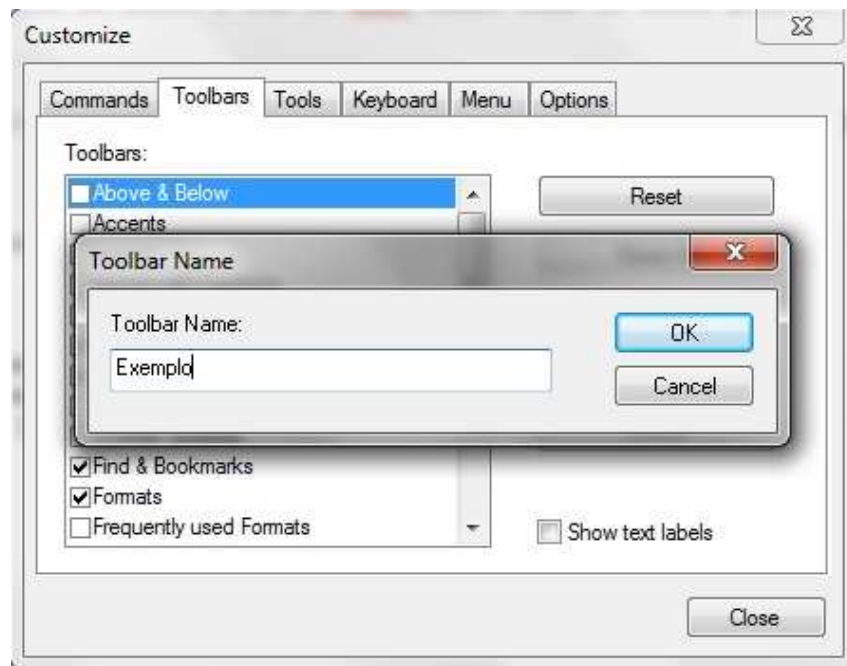 Customize
Commands Toolbars Tools Keyboard Menu Options
Toolbars:
Above & Below
Reset
Accents
Toolbar Name
Toolbar Name:
OK
Exemplo
Cancel
Find & Bookmarks
Formats
Frequently used Formats
Show text labels
Close